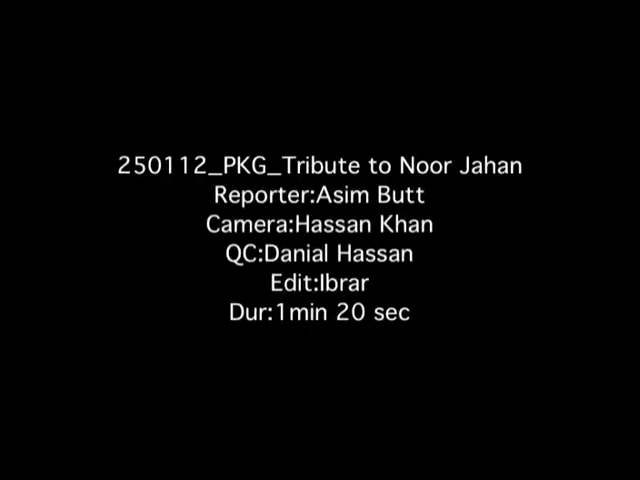 250112_PKG_Tribute to Noor Jahan
Reporter:Asim Butt
Camera:Hassan Khan
QC:Danial Hassan
Edit:Ibrar
Dur:1min 20 sec